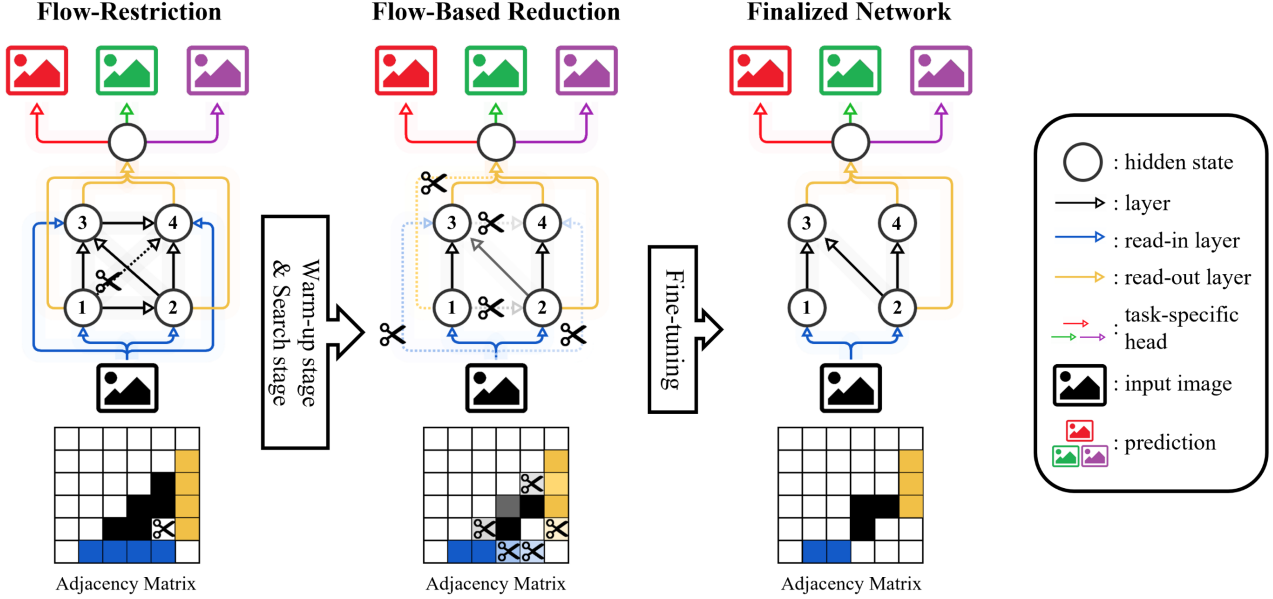 Flow-Restriction
Flow-Based Reduction
Finalized Network
3
4
1
2
Warm-up stage
& Search stage
3
4
1
2
Fine-tuning
3
4
1
2
Adjacency Matrix
Adjacency Matrix
Adjacency Matrix
: hidden state
: layer
: read-in layer
: read-out layer
: task-specific
head
: input image
: prediction